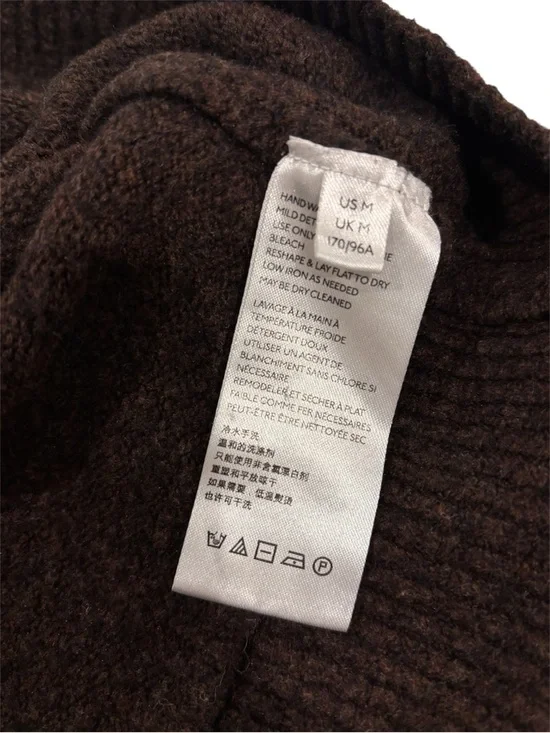 US M
UK M
170/96A
HAND WA
MILD DET
USE ONLY RE
BLEACH
RESHAPE & LAY FLAT TO DRY
LOW IRON AS NEEDED
MAY BE DRY CLEANED
LAVAGE À LA MAIN À
TEMPÉRATURE FROIDE
DÉTERGENT DOUX
UTILISER UN AGENT DE
BLANCHIMENT SANS CHLORE SI
NÉCESSAIRE
REMODELER ET SÉCHER À PLAT
FAIBLE COMME FER NÉCESSAIRES
PEUT-ÊTRE ÊTRE NETTOYÉE SEC
冷水手洗
温和的洗涤剂
只能使用非含氯漂白剂
重塑和平放晾干
如果需要,低温熨烫
也许可干洗
P